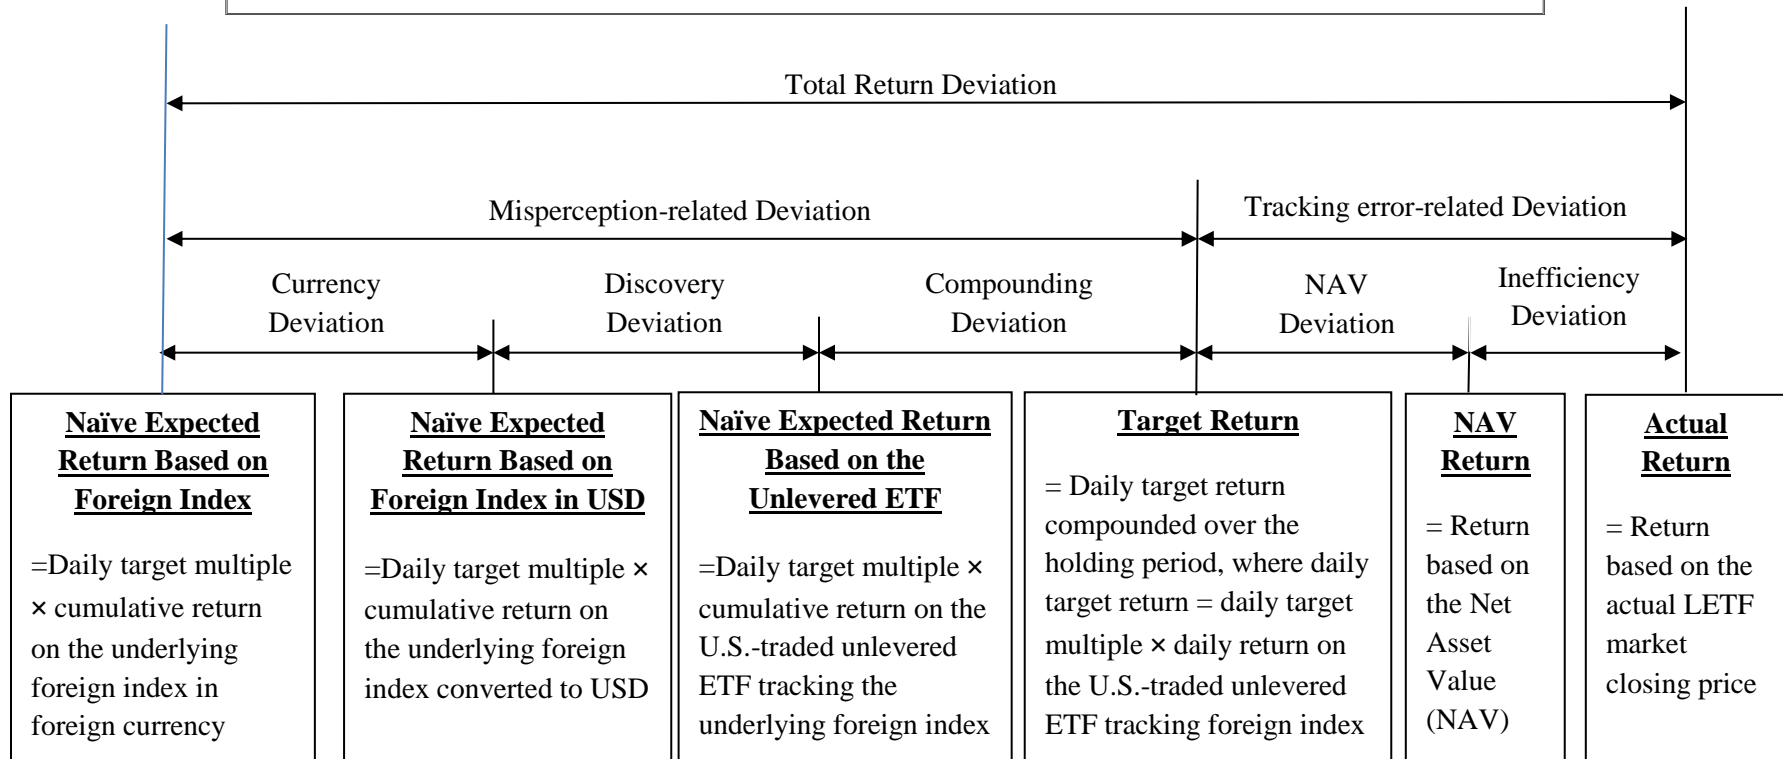 Total Return Deviation
Misperception-related Deviation
Tracking error-related Deviation
Currency
Deviation
Discovery
Deviation
Compounding
Deviation
NAV
Deviation
Inefficiency
Deviation
Naïve Expected
Return Based on
Foreign Index
=Daily target multiple
× cumulative return
on the underlying
foreign index in
foreign currency
Naïve Expected
Return Based on
Foreign Index in USD
=Daily target multiple ×
cumulative return on
the underlying foreign
index converted to USD
Naïve Expected Return
Based on the
Unlevered ETF
=Daily target multiple ×
cumulative return on the
U.S.-traded unlevered
ETF tracking the
underlying foreign index
Target Return
= Daily target return
compounded over the
holding period, where daily
target return = daily target
multiple × daily return on
the U.S.-traded unlevered
ETF tracking foreign index
NAV
Return
= Return
based on
the Net
Asset
Value
(NAV)
Actual
Return
= Return
based on the
actual LETF
market
closing price